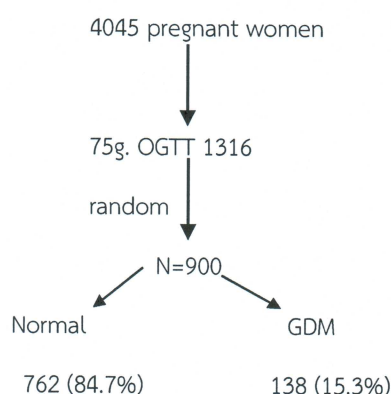 4045 pregnant women
75g. OGTT 1316
random
N=900
Normal GDM
762 (84.7%) 138 (15.3%)